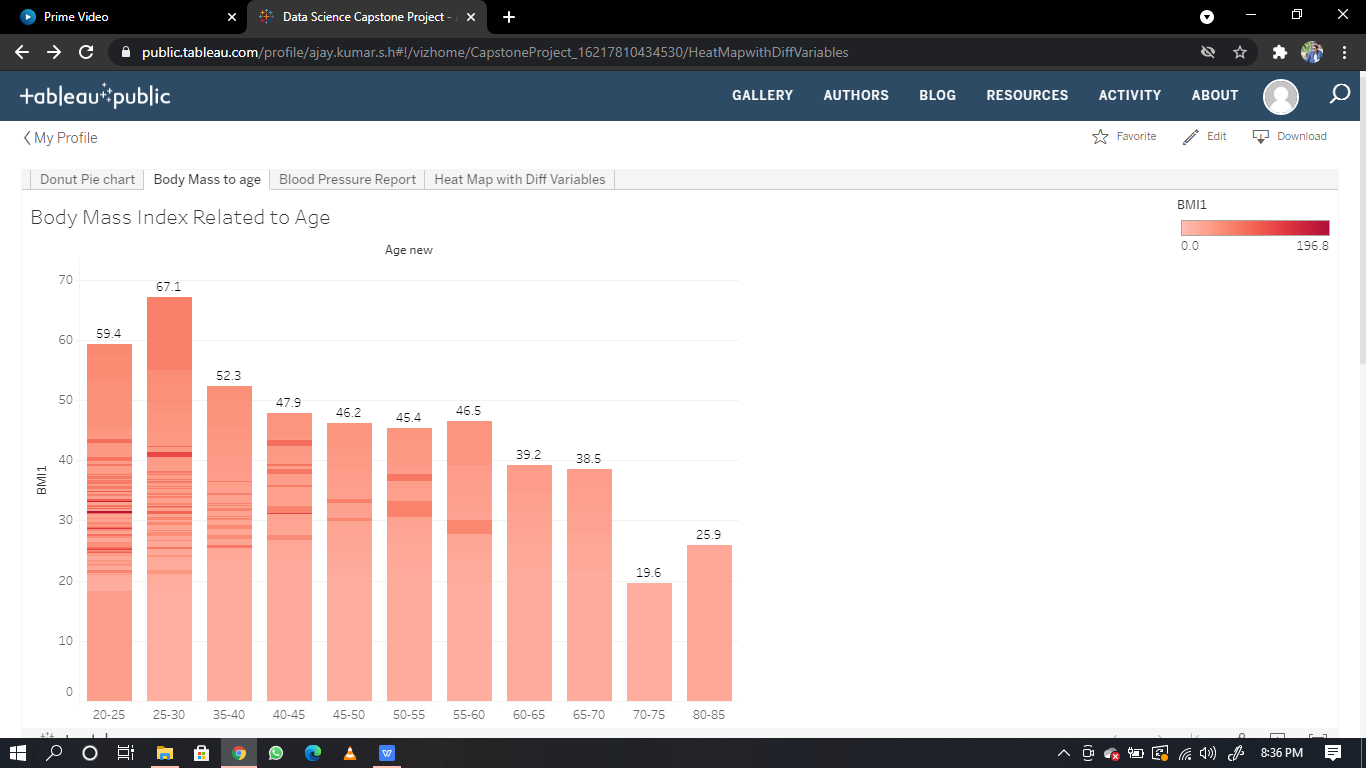 Prime Video
Data Science Capstone Project -
public.tableau.com/profile/ajay.kumar.s.h#!/vizhome/CapstoneProject_16217810434530/HeatMapwithDiffVariables
tableau public
GALLERY AUTHORS BLOG RESOURCES ACTIVITY ABOUT
My Profile
Favorite Edit Download
Donut Pie chart Body Mass to age Blood Pressure Report Heat Map with Diff Variables
Body Mass Index Related to Age
BMI1
0.0 196.8
Age new
70
60
50
40
30
20
10
0
BMI1
59.4
67.1
52.3
47.9
46.2
45.4
46.5
39.2
38.5
19.6
25.9
20-25 25-30 35-40 40-45 45-50 50-55 55-60 60-65 65-70 70-75 80-85
W
8:36 PM